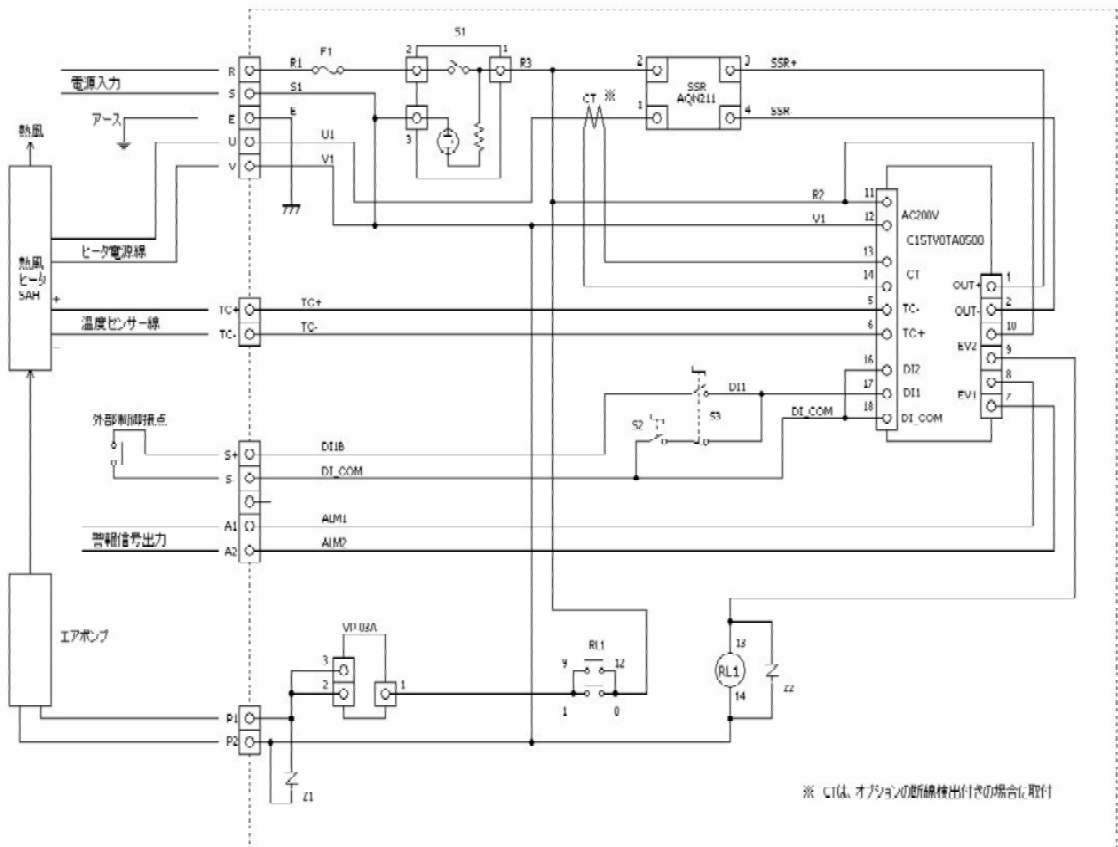 S1
R R1 F1 2 1 R3 2 3 SSR+
電源入力
S S1 CT ※ SSR
AQN211
アース E E 3 1 4 SSR-
熱風
U U1
V V1
R2 11
AC200V
V1 12
C15TV0TA0500
ヒータ電源線
13
熱風
ヒータ
SAH
14 CT OUT+ 1
+ TC+ TC+ 5 TC- OUT- 2
温度センサー線 TC- TC- 6 TC+ 10
EV2
9
16 DI2
8
外部制御接点 DI1 17 DI1 EV1 7
S2 S3 DI_COM 18 DI_COM
S+ DI1B
S- DI_COM
A1 ALM1
警報信号出力 A2 ALM2
エアポンプ
VP-03A RL1
3 9 12 13
2 1 RL1 Z2
1 14
P1
P2
Z1
※ CTは、オプションの断線検出付きの場合に取付